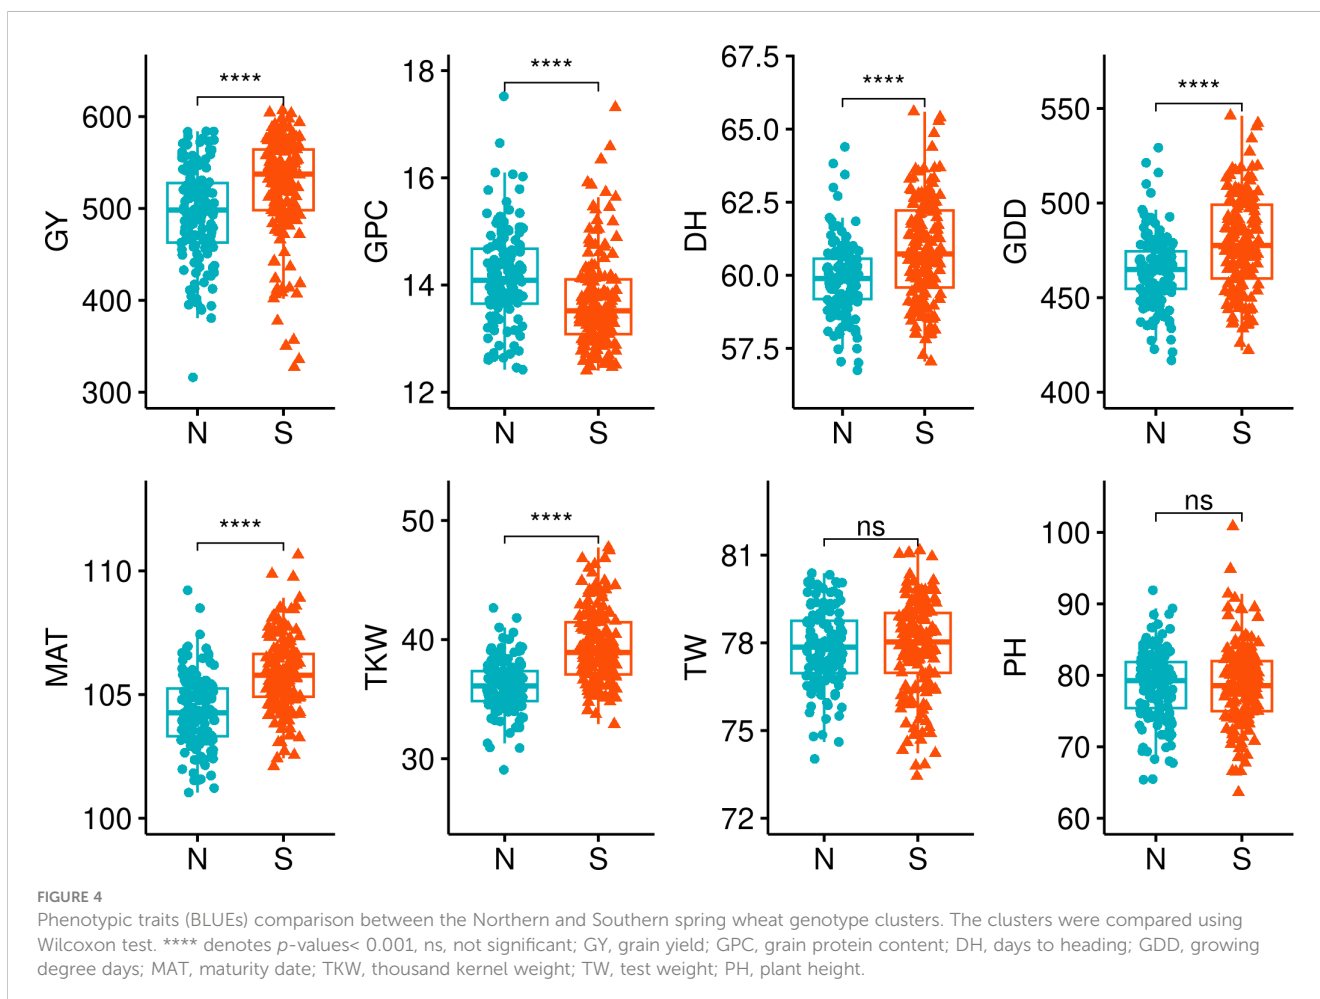 GY
600
500
400
300
****
N S
GPC
18
16
14
12
****
N S
DH
67.5
65.0
62.5
60.0
57.5
****
N S
GDD
550
500
450
400
****
N S
MAT
110
105
100
****
N S
TKW
50
40
30
****
N S
TW
81
78
75
72
ns
N S
PH
100
90
80
70
60
ns
N S
FIGURE 4
Phenotypic traits (BLUEs) comparison between the Northern and Southern spring wheat genotype clusters. The clusters were compared using
Wilcoxon test. **** denotes p-values< 0.001, ns, not significant; GY, grain yield; GPC, grain protein content; DH, days to heading; GDD, growing
degree days; MAT, maturity date; TKW, thousand kernel weight; TW, test weight; PH, plant height.